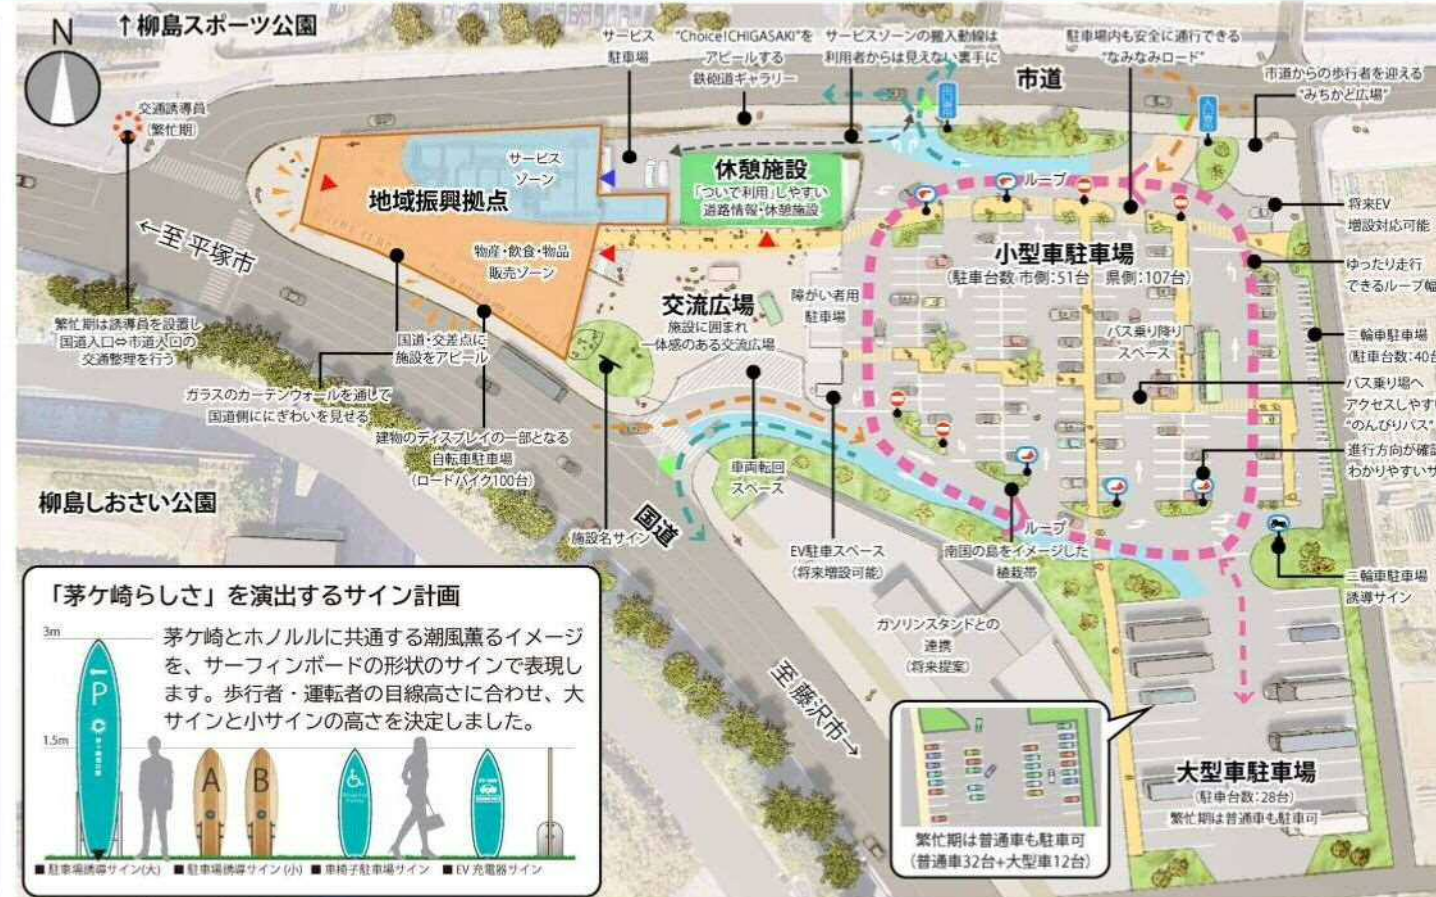 N
↑柳島スポーツ公園
交通誘導員
(繁忙期)
サービス
駐車場
"Choice!CHIGASAKI"を
アピールする
鉄砲道ギャラリー
サービスゾーンの搬入動線は
利用者からは見えない裏手に
市道
駐車場内も安全に通行できる
"なみなみロード"
市道からの歩行者を迎える
"みちかど広場"
サービス
ゾーン
地域振興拠点
物産・飲食・物品
販売ゾーン
休憩施設
「ついで利用」しやすい
道路情報・休憩施設
ループ
小型車駐車場
(駐車台数 市側:51台 県側:107台)
将来EV
増設対応可能
ゆったり走行
できるループ幅
二輪車駐車場
(駐車台数:40台
バス乗り場へ
アクセスしやす
"のんびりパス"
進行方向が確認
わかりやすいサ
二輪車駐車場
誘導サイン
←至 平塚市
交流広場
施設に囲まれ
一体感のある交流広場
障がい者用
駐車場
バス乗り降り
スペース
繁忙期は誘導員を設置し
国道入口⇔市道入口の
交通整理を行う
国道・交差点に
施設をアピール
ガラスのカーテンウォールを通して
国道側ににぎわいを見せる
建物のディスプレイの一部となる
自転車駐車場
(ロードバイク100台)
施設名サイン
国道
車両転回
スペース
EV駐車スペース
(将来増設可能)
ループ
南国の島をイメージした
植栽帯
ガソリンスタンドとの
連携
(将来提案)
柳島しおさい公園
至 藤沢市→
大型車駐車場
(駐車台数:28台)
繁忙期は普通車も駐車可
繁忙期は普通車も駐車可
(普通車32台+大型車12台)
「茅ケ崎らしさ」を演出するサイン計画
茅ケ崎とホノルルに共通する潮風薫るイメージ
を、サーフィンボードの形状のサインで表現し
ます。歩行者・運転者の目線高さに合わせ、大
サインと小サインの高さを決定しました。
3m
1.5m
P
A
B
■ 駐車場誘導サイン(大) ■ 駐車場誘導サイン (小) ■ 車椅子駐車場サイン ■ EV 充電器サイン